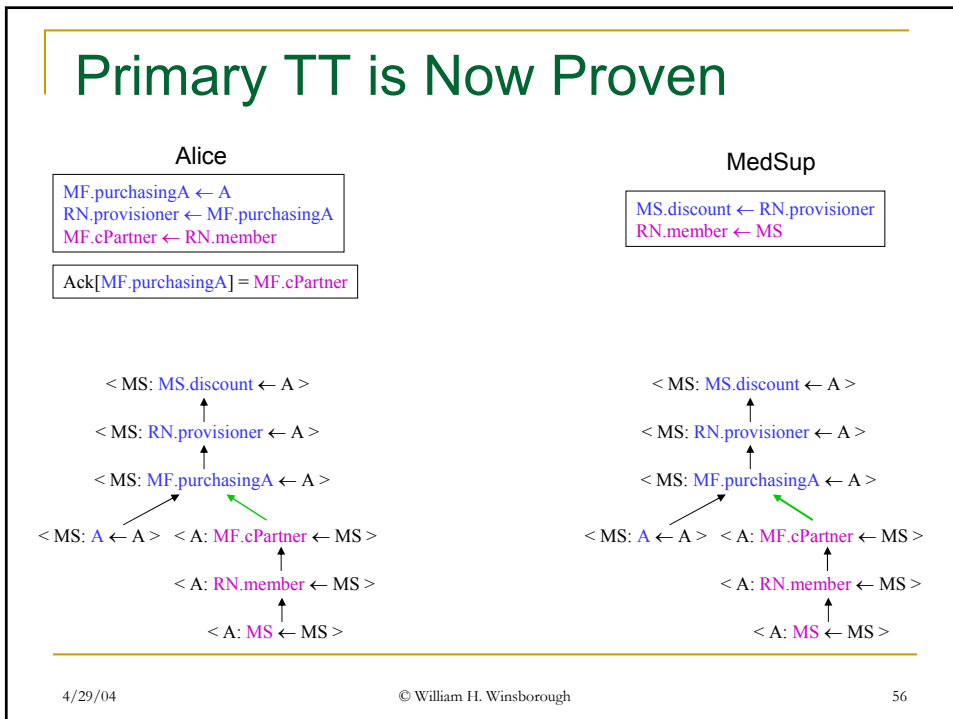 Primary TT is Now Proven
Alice
MF.purchasingA ← A
RN.provisioner ← MF.purchasingA
MF.cPartner ← RN.member
Ack[MF.purchasingA] = MF.cPartner
< MS: MS.discount ← A >
< MS: RN.provisioner ← A >
< MS: MF.purchasingA ← A >
< MS: A ← A > < A: MF.cPartner ← MS >
< A: RN.member ← MS >
< A: MS ← MS >
MedSup
MS.discount ← RN.provisioner
RN.member ← MS
< MS: MS.discount ← A >
< MS: RN.provisioner ← A >
< MS: MF.purchasingA ← A >
< MS: A ← A > < A: MF.cPartner ← MS >
< A: RN.member ← MS >
< A: MS ← MS >
4/29/04 © William H. Winsborough 56